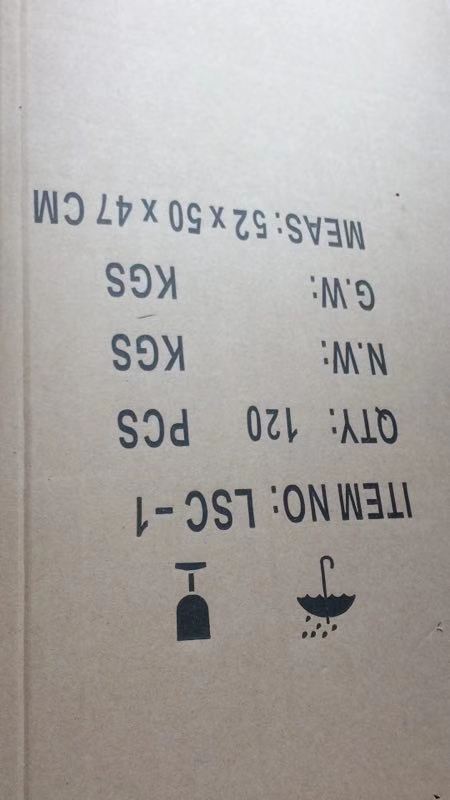 ITEM NO: LSC-1
QTY: 120 PCS
N.W: KGS
G.W: KGS
MEAS: 52 x 50 x 47 CM